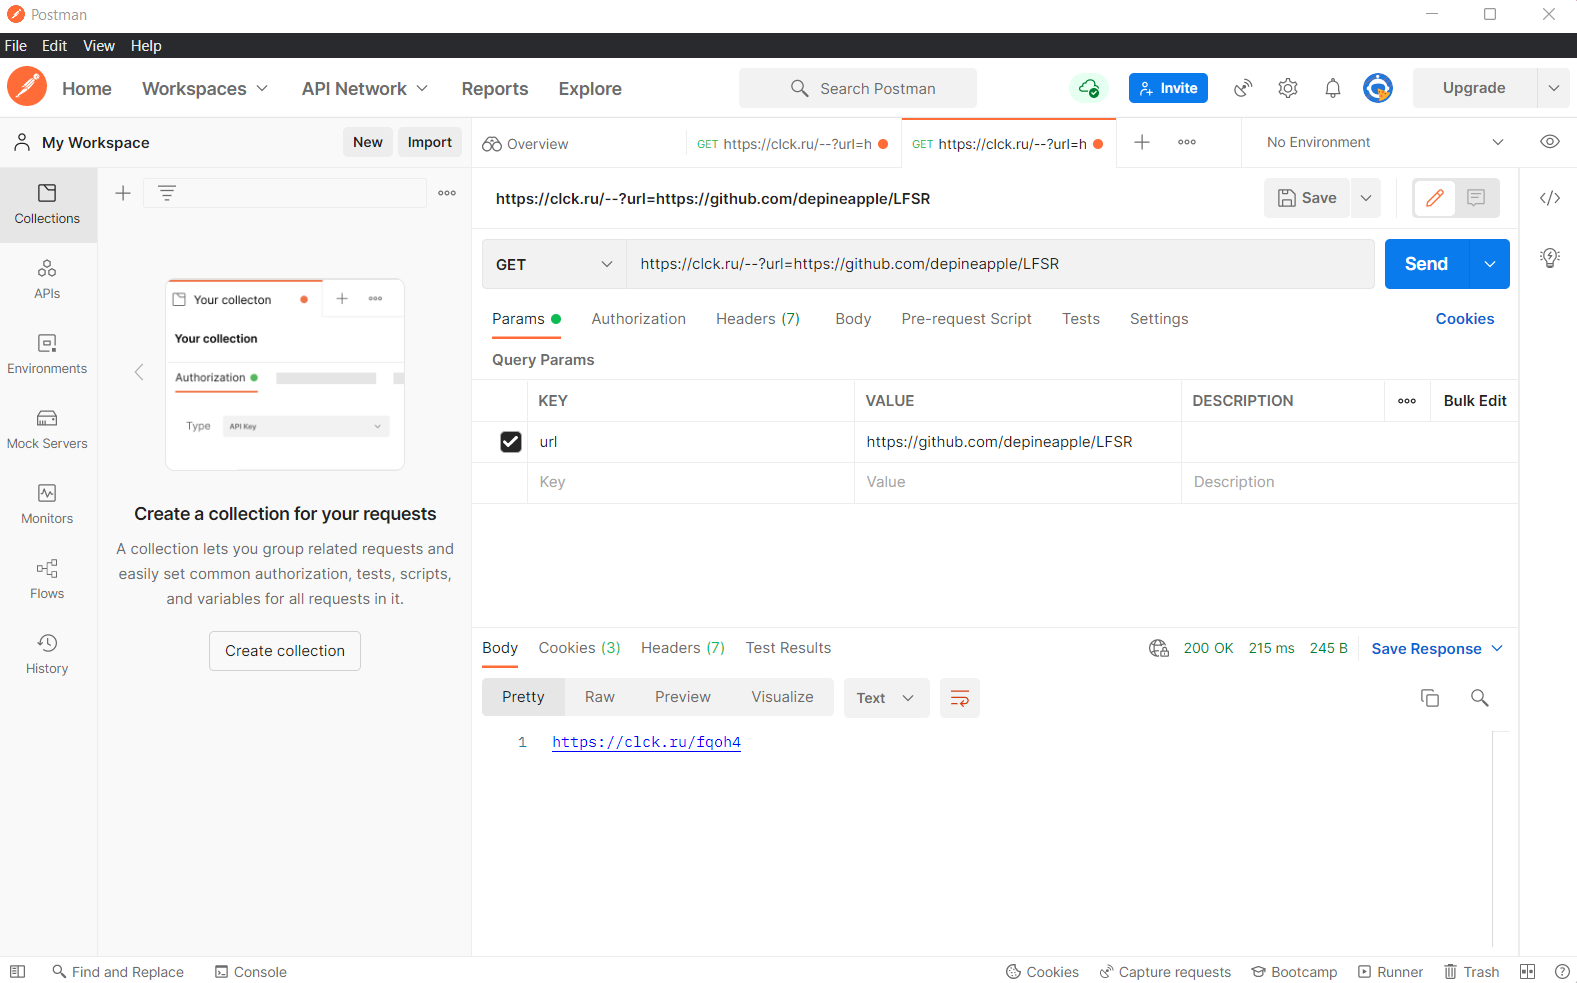 Postman
File Edit View Help
Home Workspaces API Network Reports Explore Search Postman Invite Upgrade
My Workspace New Import
Overview GET https://clck.ru/--?url=h GET https://clck.ru/--?url=h No Environment
Collections
APIs
Environments
Mock Servers
Monitors
Flows
History
Your collecton
Your collection
Authorization
Type API Key
Create a collection for your requests
A collection lets you group related requests and
easily set common authorization, tests, scripts,
and variables for all requests in it.
Create collection
https://clck.ru/--?url=https://github.com/depineapple/LFSR Save
GET https://clck.ru/--?url=https://github.com/depineapple/LFSR Send
Params Authorization Headers (7) Body Pre-request Script Tests Settings Cookies
Query Params
KEY VALUE DESCRIPTION Bulk Edit
url https://github.com/depineapple/LFSR
Key Value Description
Body Cookies (3) Headers (7) Test Results 200 OK 215 ms 245 B Save Response
Pretty Raw Preview Visualize Text
1 https://clck.ru/fqoh4
Find and Replace Console Cookies Capture requests Bootcamp Runner Trash